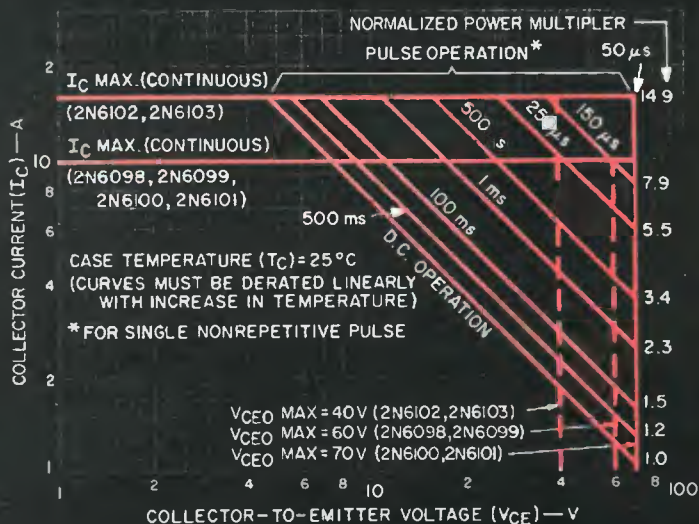 NORMALIZED POWER MULTIPLER
PULSE OPERATION*
50 μs
2
IC MAX. (CONTINUOUS)
(2N6102, 2N6103)
IC MAX. (CONTINUOUS)
(2N6098, 2N6099,
2N6100, 2N6101)
10
8
6
4
2
1
COLLECTOR CURRENT (IC) — A
500 ms
100 ms
1 ms
500 s
μs
150 μs
D.C. OPERATION
CASE TEMPERATURE (TC) = 25°C
(CURVES MUST BE DERATED LINEARLY
WITH INCREASE IN TEMPERATURE)
*FOR SINGLE NONREPETITIVE PULSE
14.9
7.9
5.5
3.4
2.3
1.5
1.2
1.0
VCEO MAX = 40V (2N6102, 2N6103)
VCEO MAX = 60V (2N6098, 2N6099)
VCEO MAX = 70V (2N6100, 2N6101)
1 2 4 6 8 10 2 4 6 8 100
COLLECTOR-TO-EMITTER VOLTAGE (VCE) — V